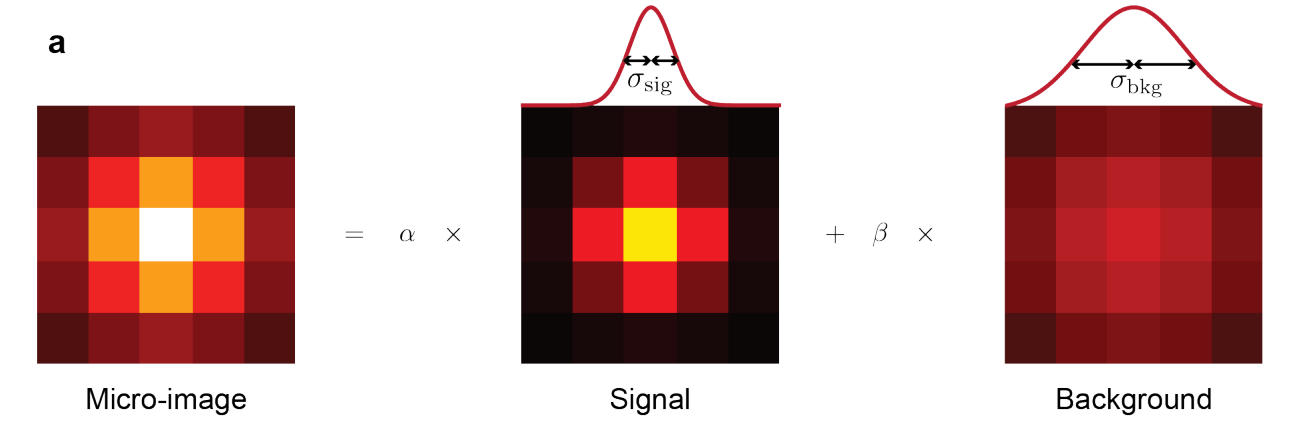 a
σsig
σbkg
= α × + β ×
Micro-image
Signal
Background